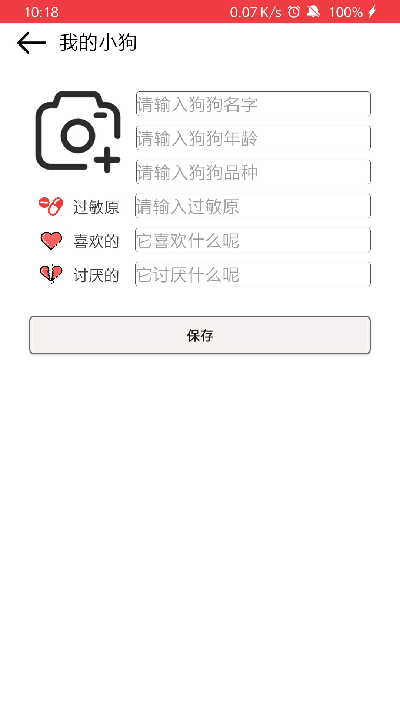 10:18 0.07 K/s 100%
我的小狗
请输入狗狗名字
请输入狗狗年龄
请输入狗狗品种
过敏原 请输入过敏原
喜欢的 它喜欢什么呢
讨厌的 它讨厌什么呢
保存